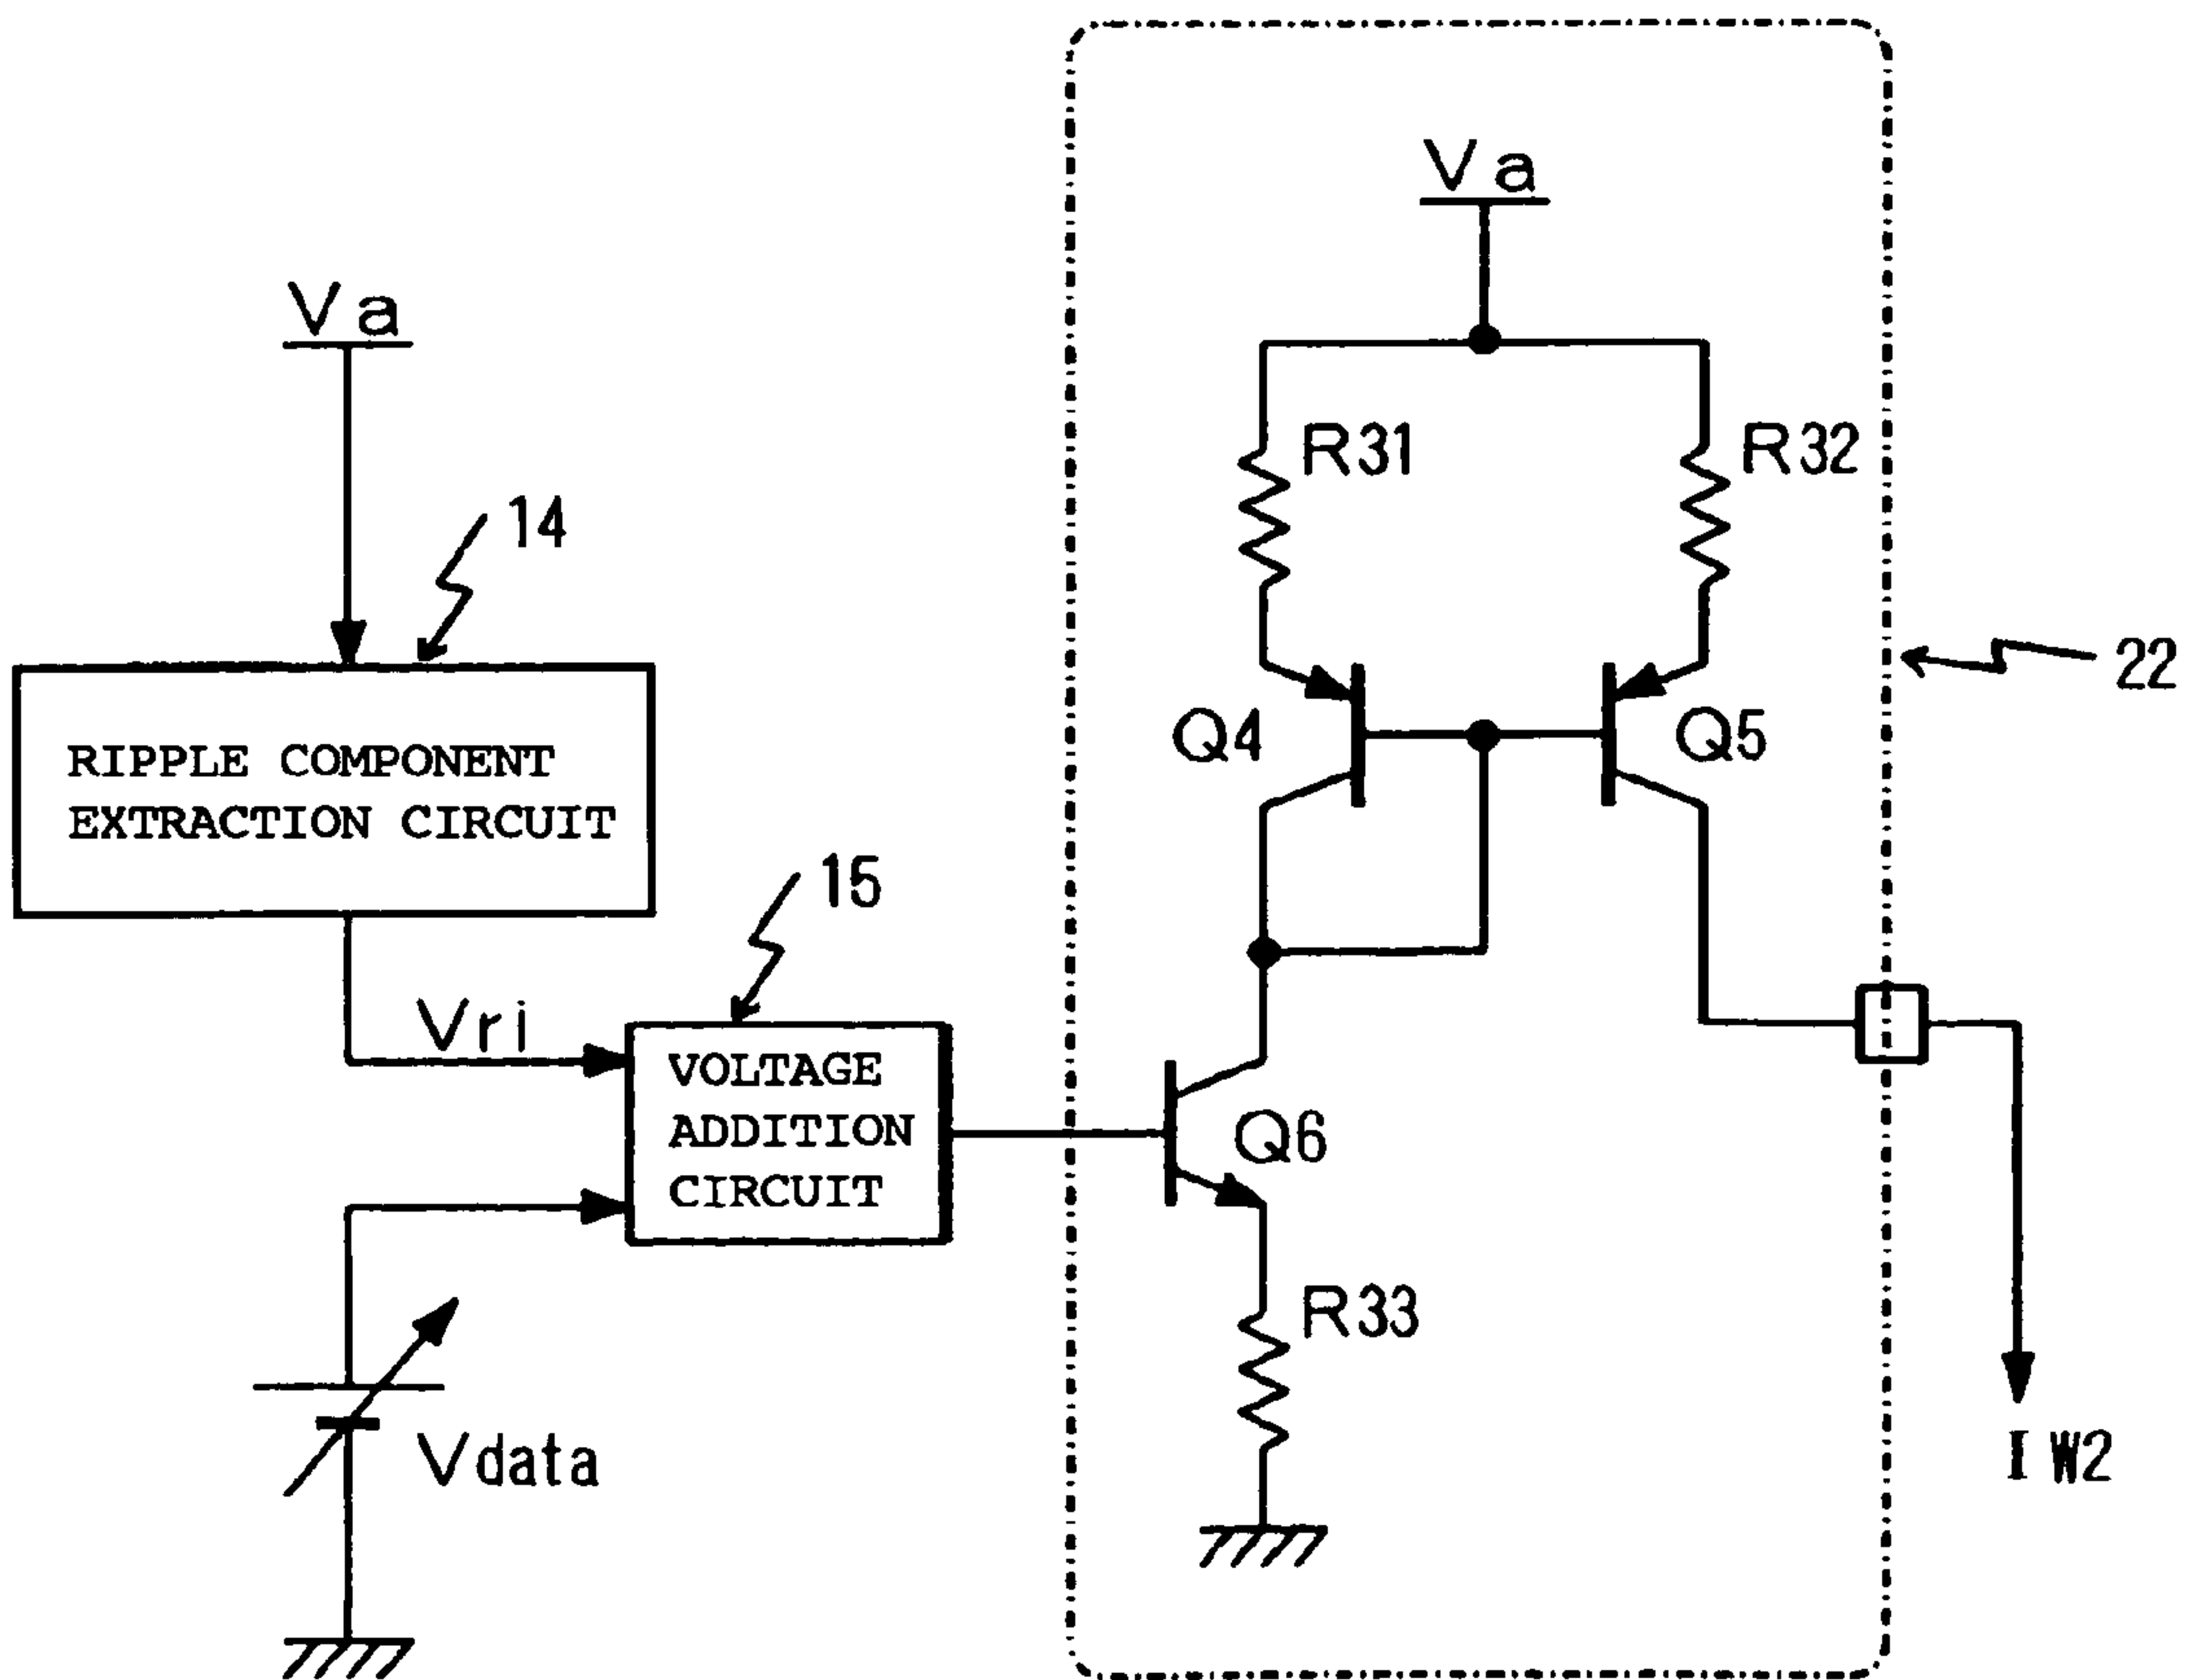 Va
Va
R31
R32
14
22
RIPPLE COMPONENT
EXTRACTION CIRCUIT
Q4
Q5
15
Vri
VOLTAGE
ADDITION
CIRCUIT
Q6
R33
Vdata
I W2